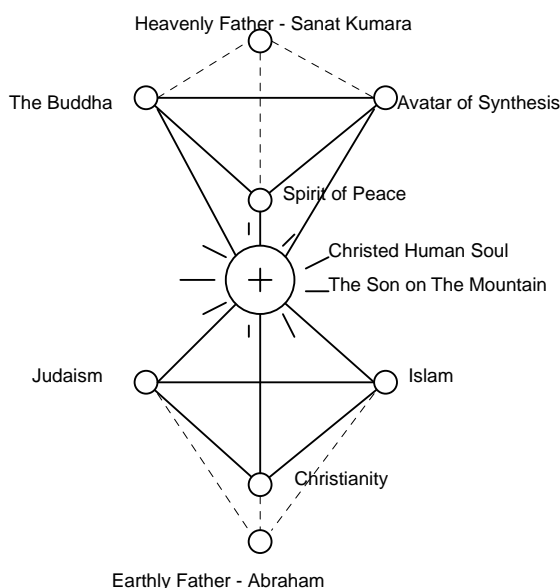 Heavenly Father - Sanat Kumara
The Buddha
Avatar of Synthesis
Spirit of Peace
Christed Human Soul
The Son on The Mountain
Judaism
Islam
Christianity
Earthly Father - Abraham